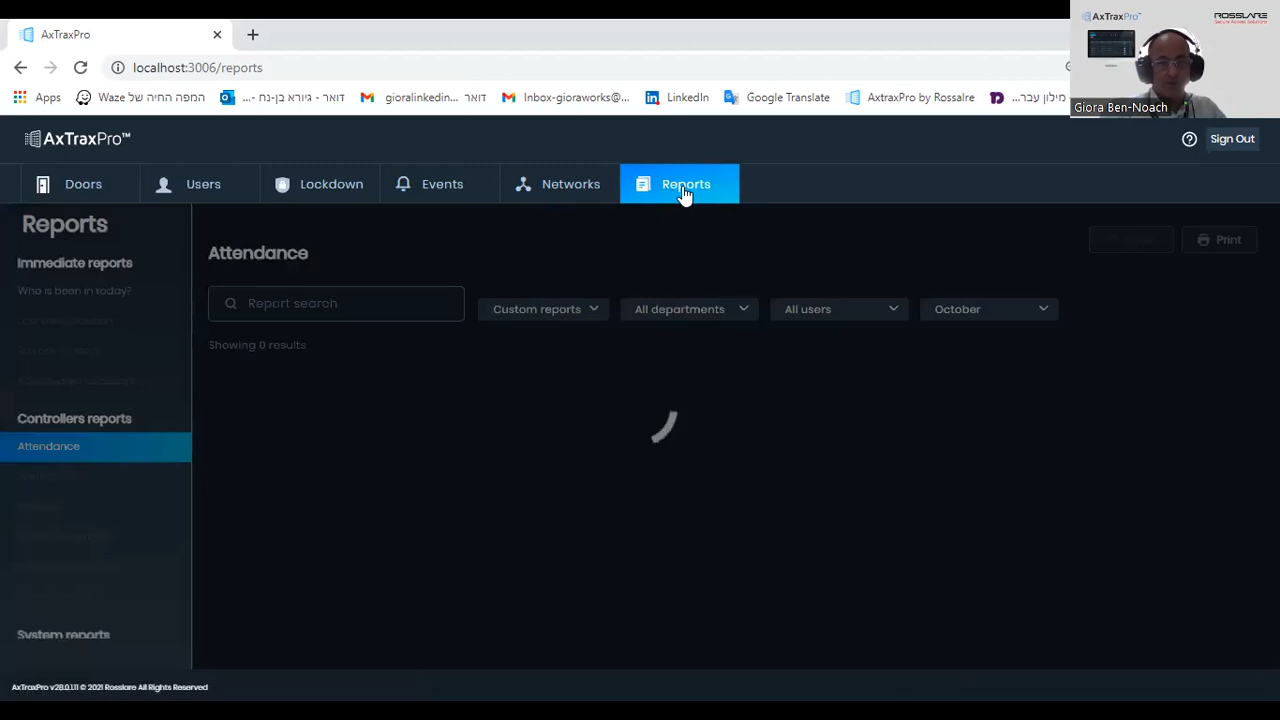 AxTraxPro
localhost:3006/reports
Apps
המפה החיה של Waze
דואר - גיורא בן-נח -...
gioralinkedin...
דואר
Inbox-gioraworks@...
LinkedIn
Google Translate
AxtraxPro by Rossalre
מילון עבר...
AxTraxPro
ROSSLARE
Secure Access Solutions
Giora Ben-Noach
AxTraxPro™
Sign Out
Doors
Users
Lockdown
Events
Networks
Reports
Reports
Immediate reports
Who is been in today?
Controllers reports
Attendance
System reports
Attendance
Print
Report search
Custom reports
All departments
All users
October
Showing 0 results
AxTraxPro v28.0.1.11 © 2021 Rosslare All Rights Reserved